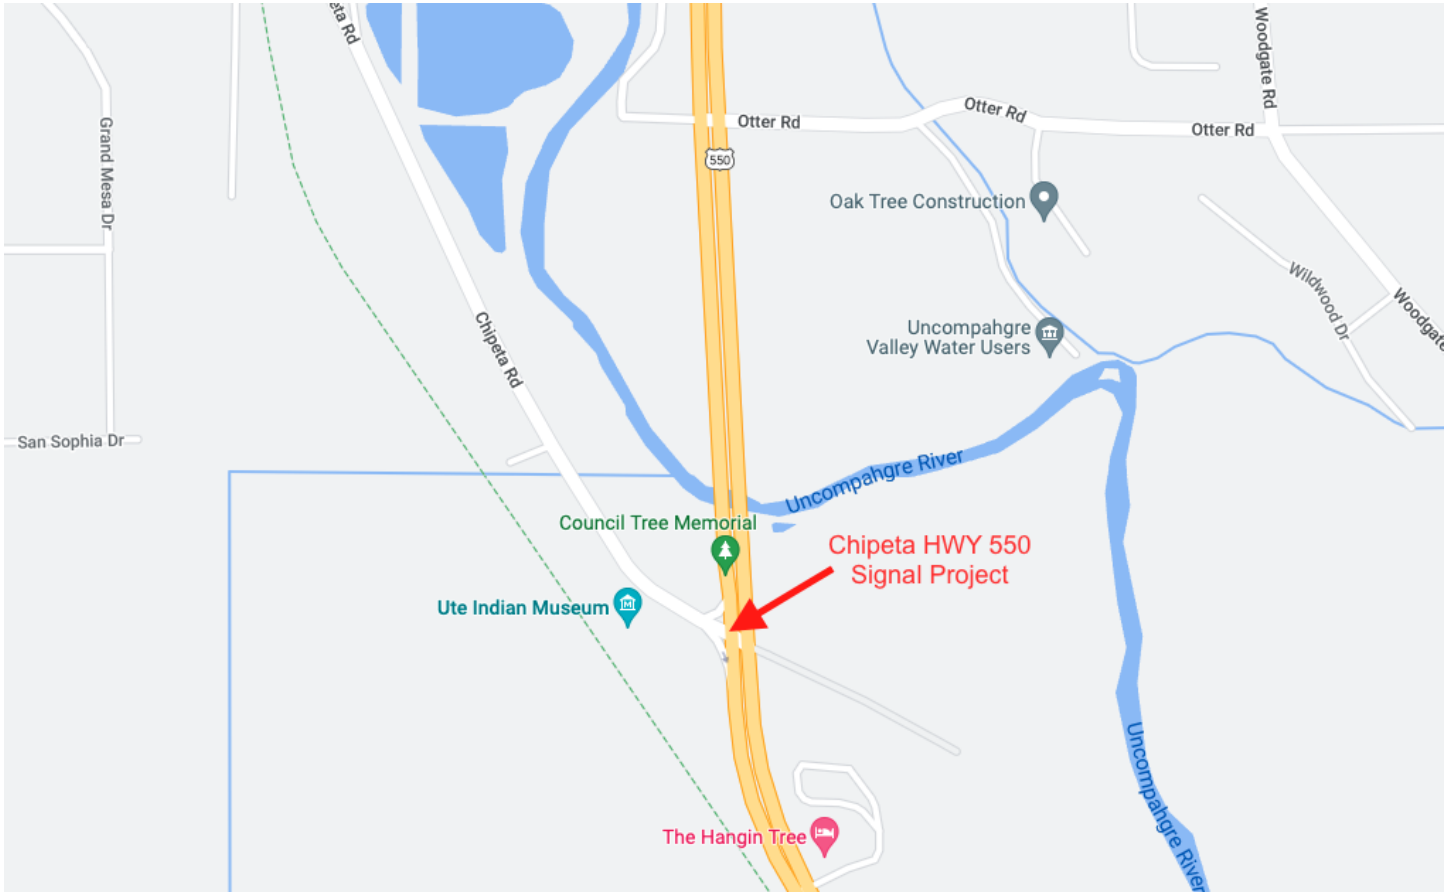 eta Rd
Woodgate Rd
Otter Rd
Otter Rd
Otter Rd
Grand Mesa Dr
550
Oak Tree Construction
Wildwood Dr
Woodgate
Uncompahgre
Valley Water Users
Chipeta Rd
San Sophia Dr
Uncompahgre River
Council Tree Memorial
Chipeta HWY 550
Signal Project
Ute Indian Museum
Uncompahgre River
The Hangin Tree